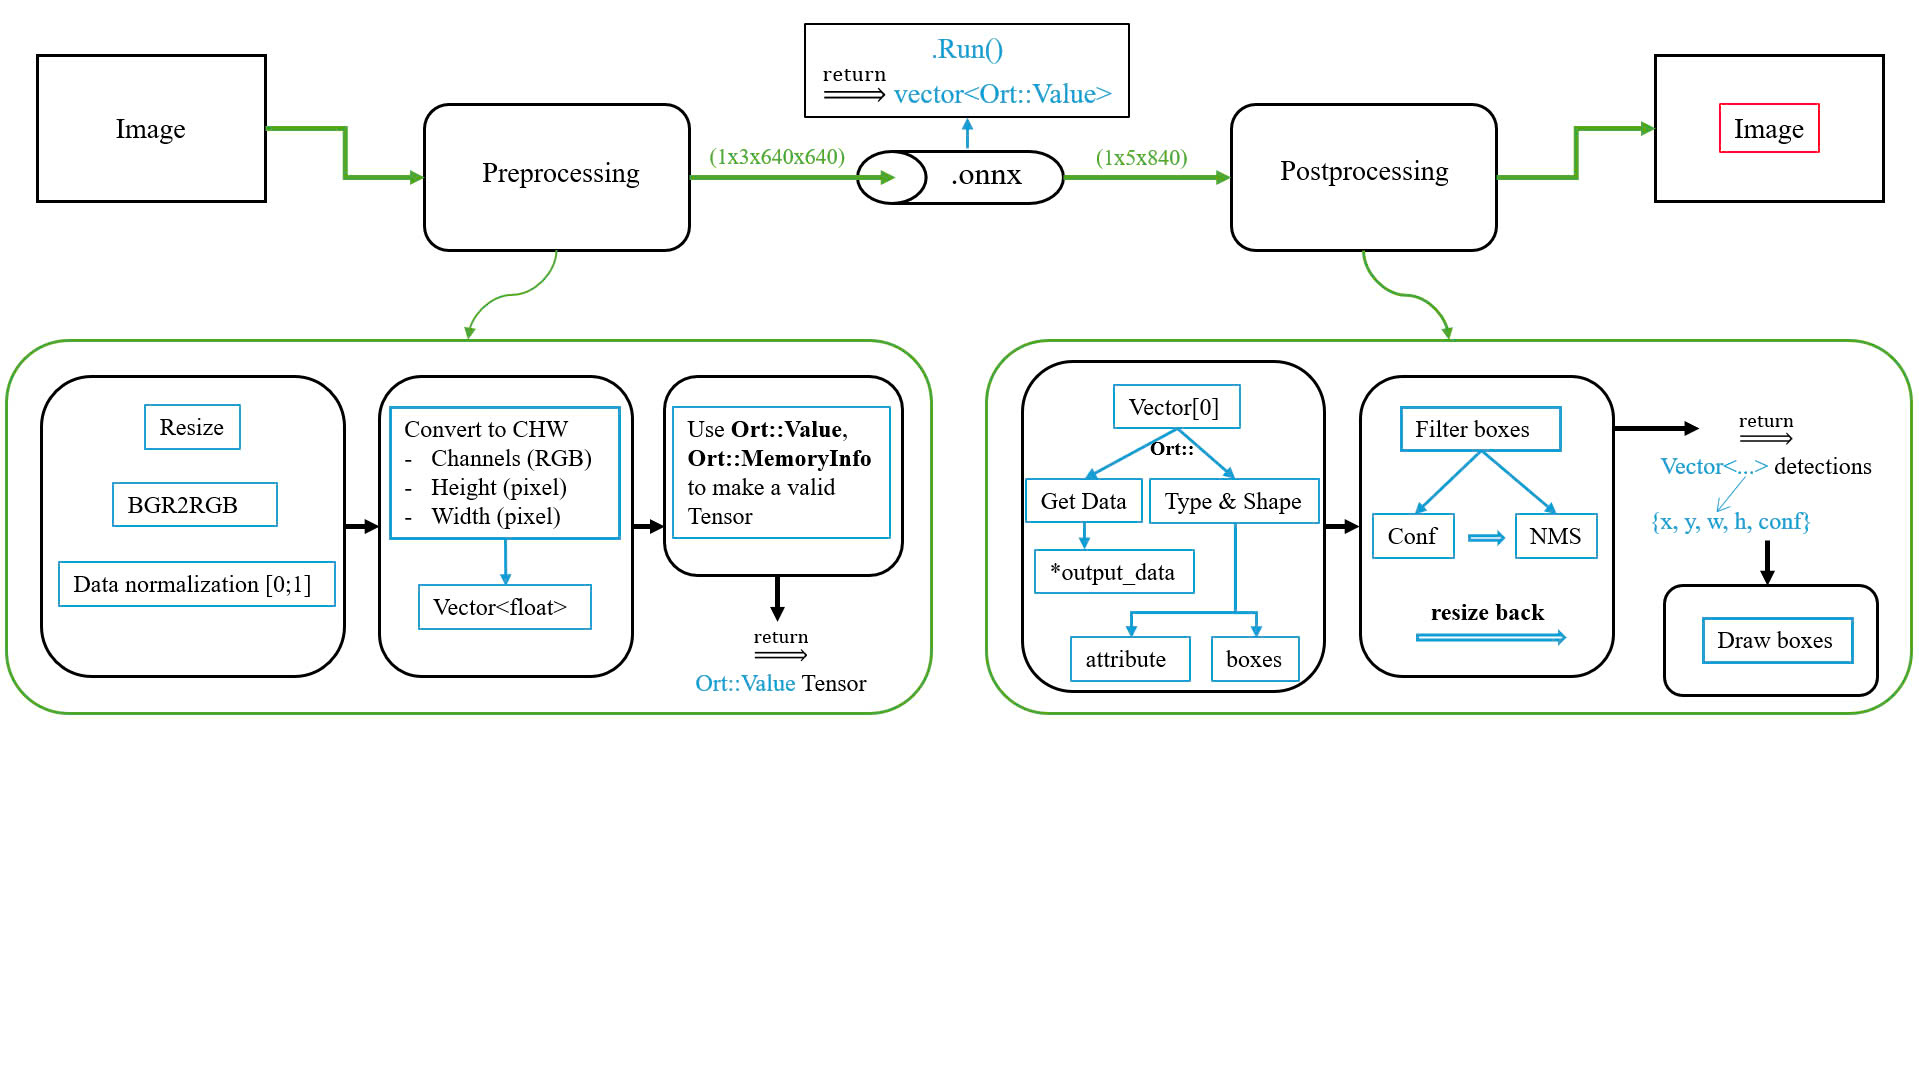 .Run()
return
vector<Ort::Value>
Image
Preprocessing
(1x3x640x640)
.onnx
(1x5x840)
Postprocessing
Image
Resize
BGR2RGB
Data normalization [0;1]
Convert to CHW
- Channels (RGB)
- Height (pixel)
- Width (pixel)
Vector<float>
Use Ort::Value,
Ort::MemoryInfo
to make a valid
Tensor
return
Ort::Value Tensor
Vector[0]
Ort::
Get Data
Type & Shape
*output_data
attribute
boxes
Filter boxes
Conf
NMS
resize back
return
Vector<...> detections
{x, y, w, h, conf}
Draw boxes